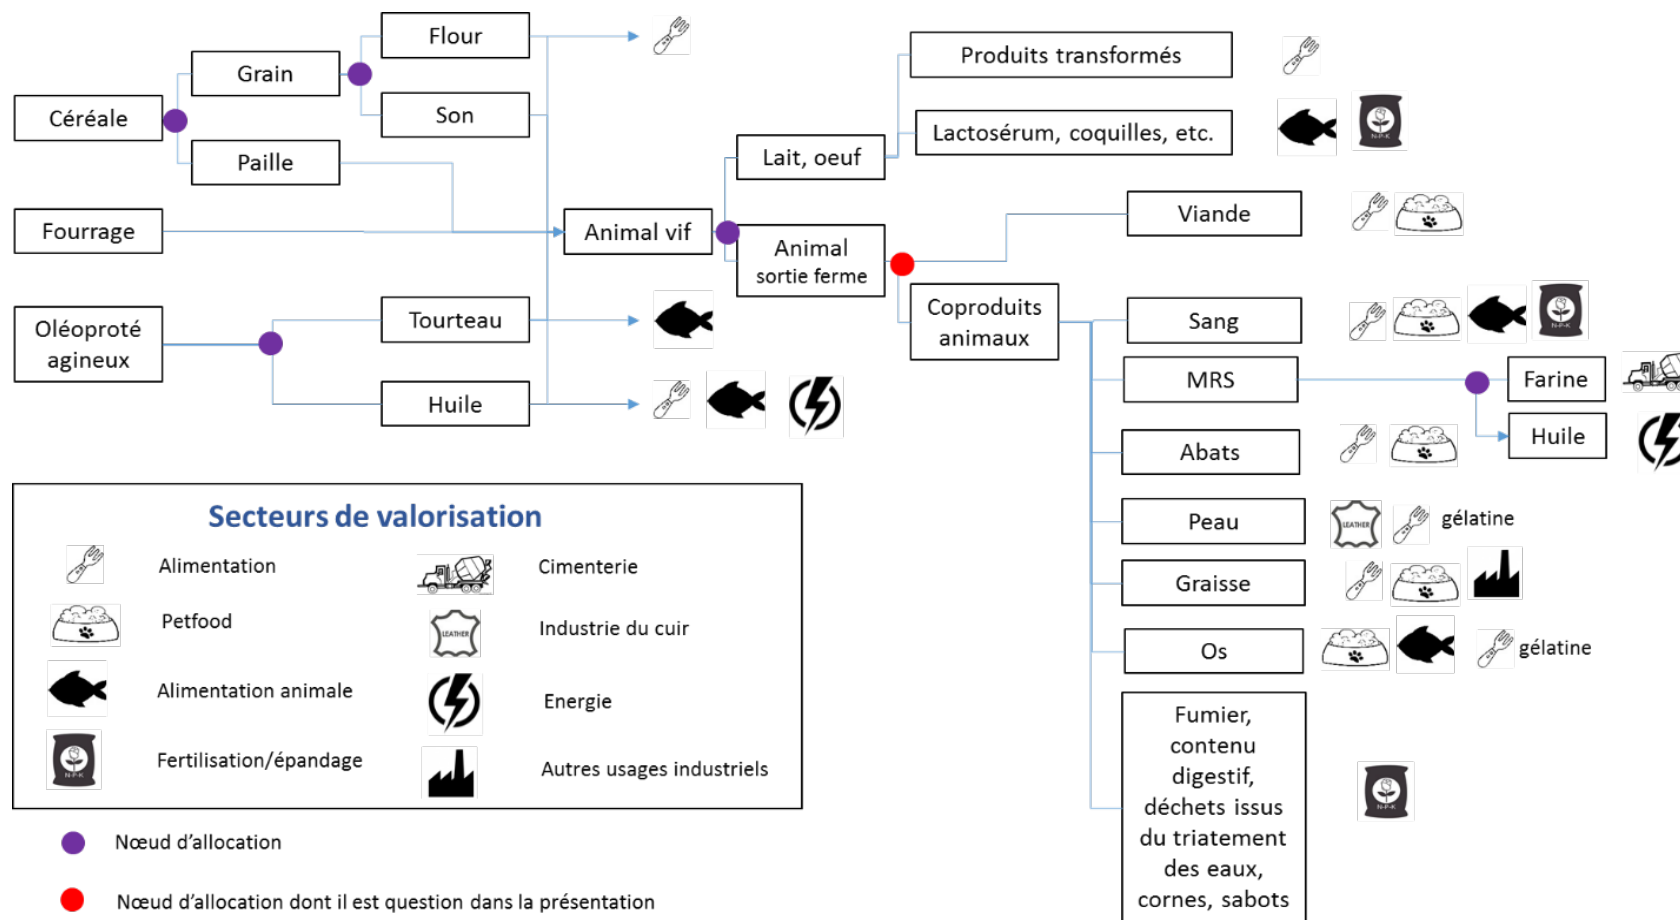 Flour
Grain
Céréale
Son
Paille
Fourrage
Oléoproté
agineux
Tourteau
Huile
Animal vif
Lait, oeuf
Animal
sortie ferme
Produits transformés
Lactosérum, coquilles, etc.
N-P-K
Viande
Coproduits
animaux
Sang
N-P-K
MRS
Farine
Huile
Abats
Peau
LEATHER
gélatine
Graisse
Os
gélatine
Fumier,
contenu
digestif,
déchets issus
du triatement
des eaux,
cornes, sabots
N-P-K
Secteurs de valorisation
Alimentation
Cimenterie
Petfood
LEATHER
Industrie du cuir
Alimentation animale
Energie
N-P-K
Fertilisation/épandage
Autres usages industriels
Nœud d’allocation
Nœud d’allocation dont il est question dans la présentation